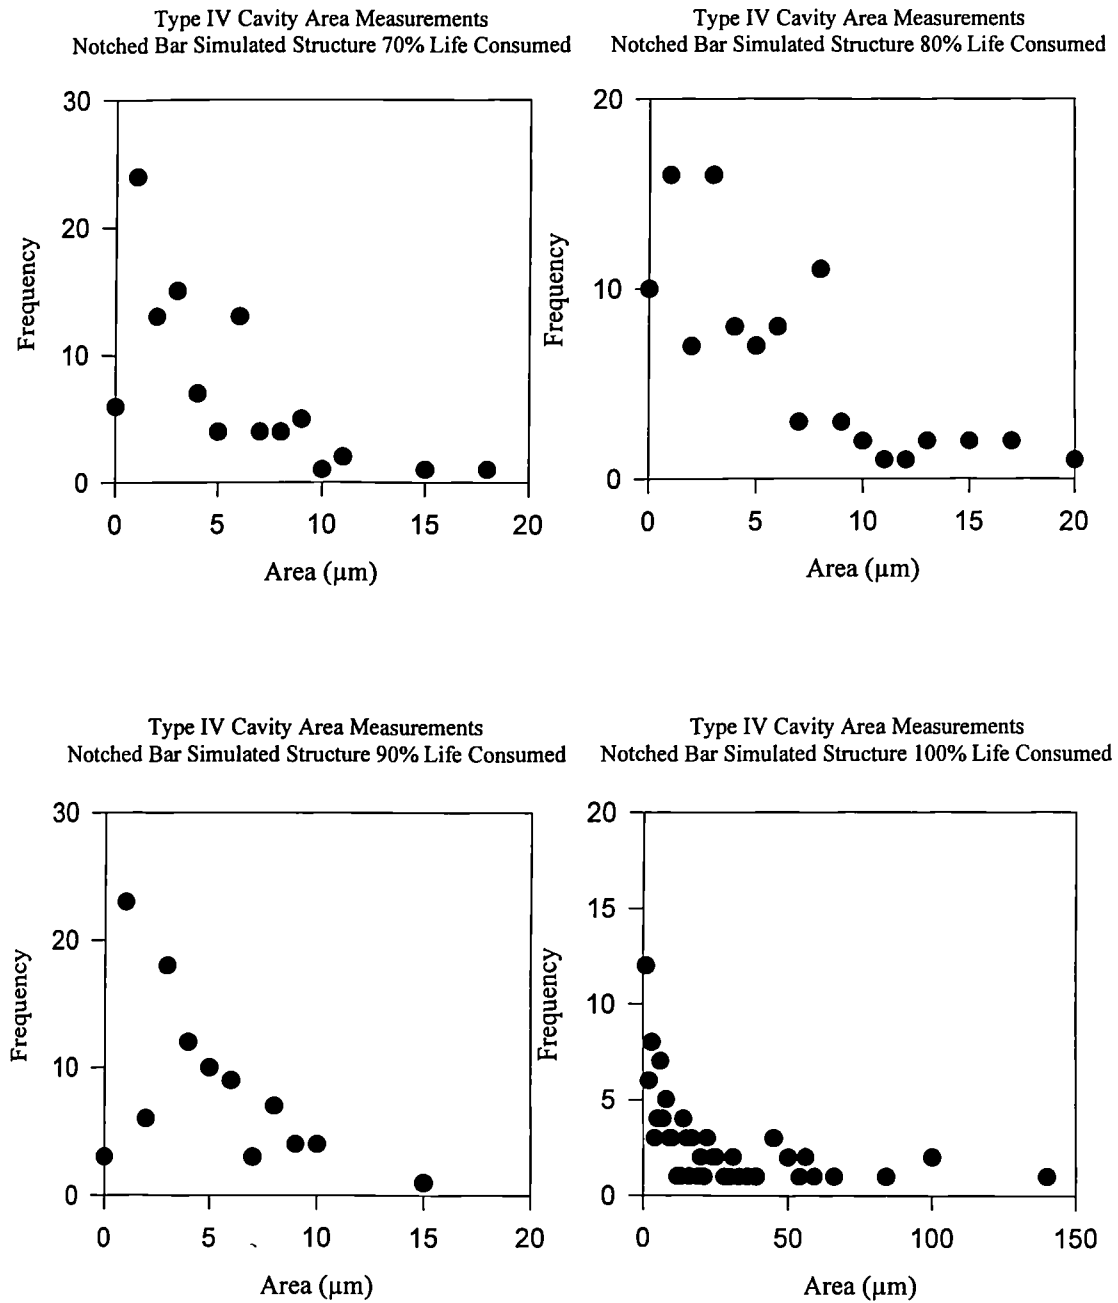 Type IV Cavity Area Measurements
Notched Bar Simulated Structure 70% Life Consumed
30
20
10
0
Frequency
0 5 10 15 20
Area (µm)
Type IV Cavity Area Measurements
Notched Bar Simulated Structure 80% Life Consumed
20
10
0
Frequency
0 5 10 15 20
Area (µm)
Type IV Cavity Area Measurements
Notched Bar Simulated Structure 90% Life Consumed
30
20
10
0
Frequency
0 5 10 15 20
Area (µm)
Type IV Cavity Area Measurements
Notched Bar Simulated Structure 100% Life Consumed
20
15
10
5
0
Frequency
0 50 100 150
Area (µm)